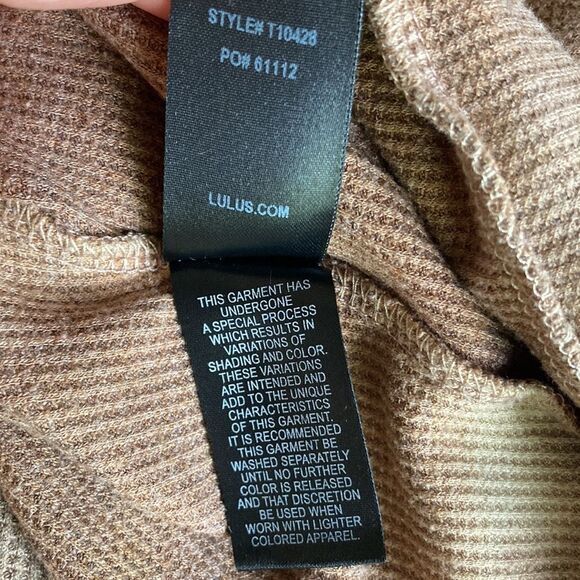 STYLE# T10428
PO# 61112
LULUS.COM
THIS GARMENT HAS
UNDERGONE
A SPECIAL PROCESS
WHICH RESULTS IN
VARIATIONS OF
SHADING AND COLOR.
THESE VARIATIONS
ARE INTENDED AND
ADD TO THE UNIQUE
CHARACTERISTICS
OF THIS GARMENT.
IT IS RECOMMENDED
THIS GARMENT BE
WASHED SEPARATELY
UNTIL NO FURTHER
COLOR IS RELEASED
AND THAT DISCRETION
BE USED WHEN
WORN WITH LIGHTER
COLORED APPAREL.